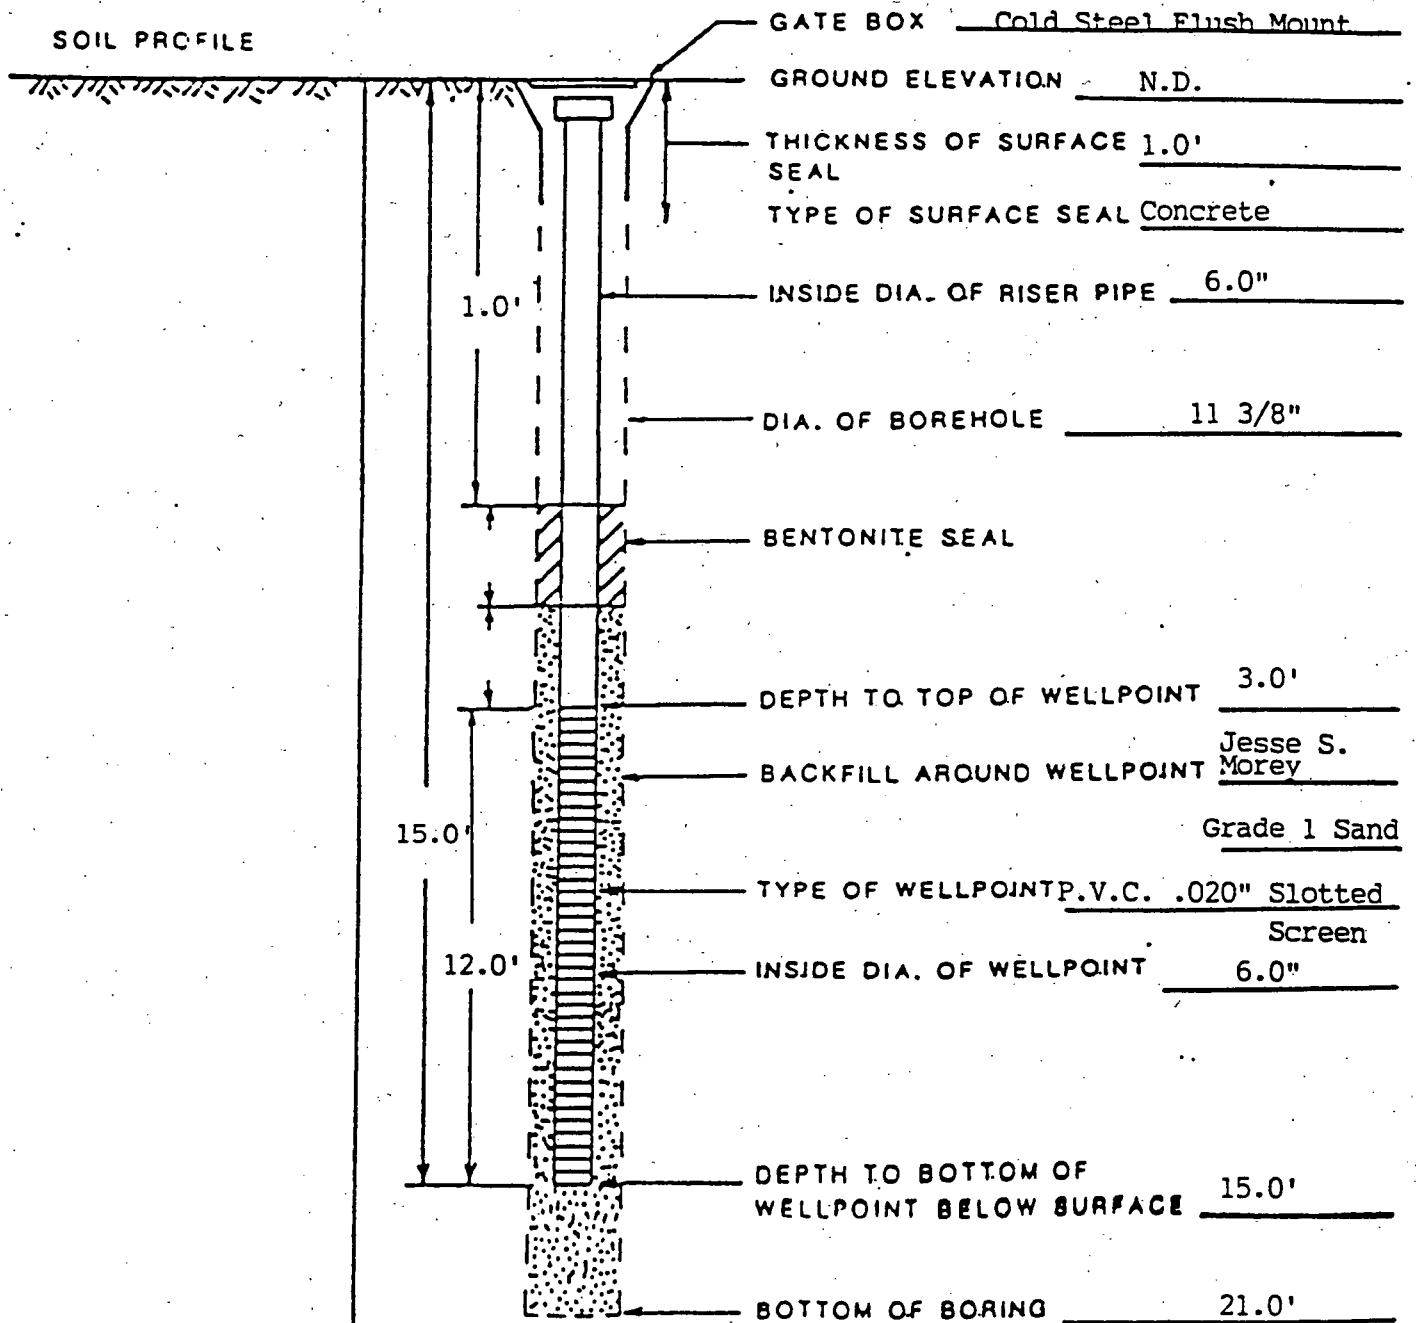 GATE BOX Cold Steel Flush Mount
SOIL PROFILE
GROUND ELEVATION N.D.
THICKNESS OF SURFACE 1.0'
SEAL
TYPE OF SURFACE SEAL Concrete
INSIDE DIA. OF RISER PIPE 6.0"
1.0'
DIA. OF BOREHOLE 11 3/8"
BENTONITE SEAL
DEPTH TO TOP OF WELLPOINT 3.0'
BACKFILL AROUND WELLPOINT Jesse S.
Morey
Grade 1 Sand
15.0'
TYPE OF WELLPOINT P.V.C. .020" Slotted
Screen
12.0'
INSIDE DIA. OF WELLPOINT 6.0"
DEPTH TO BOTTOM OF
WELLPOINT BELOW SURFACE 15.0'
BOTTOM OF BORING 21.0'